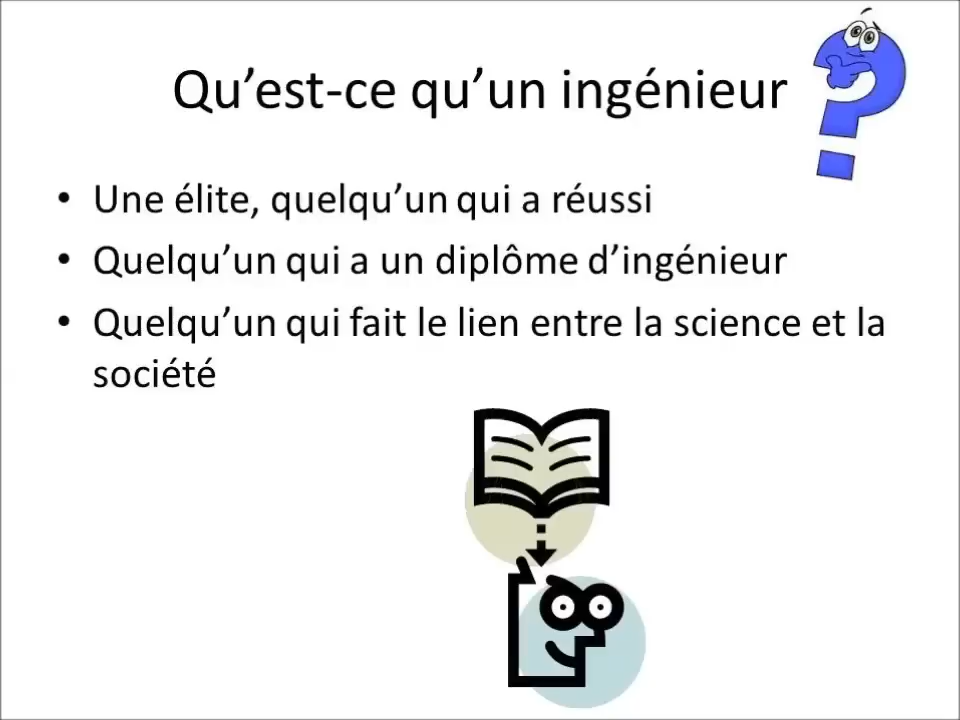 Qu’est-ce qu’un ingénieur
• Une élite, quelqu’un qui a réussi
• Quelqu’un qui a un diplôme d’ingénieur
• Quelqu’un qui fait le lien entre la science et la
société